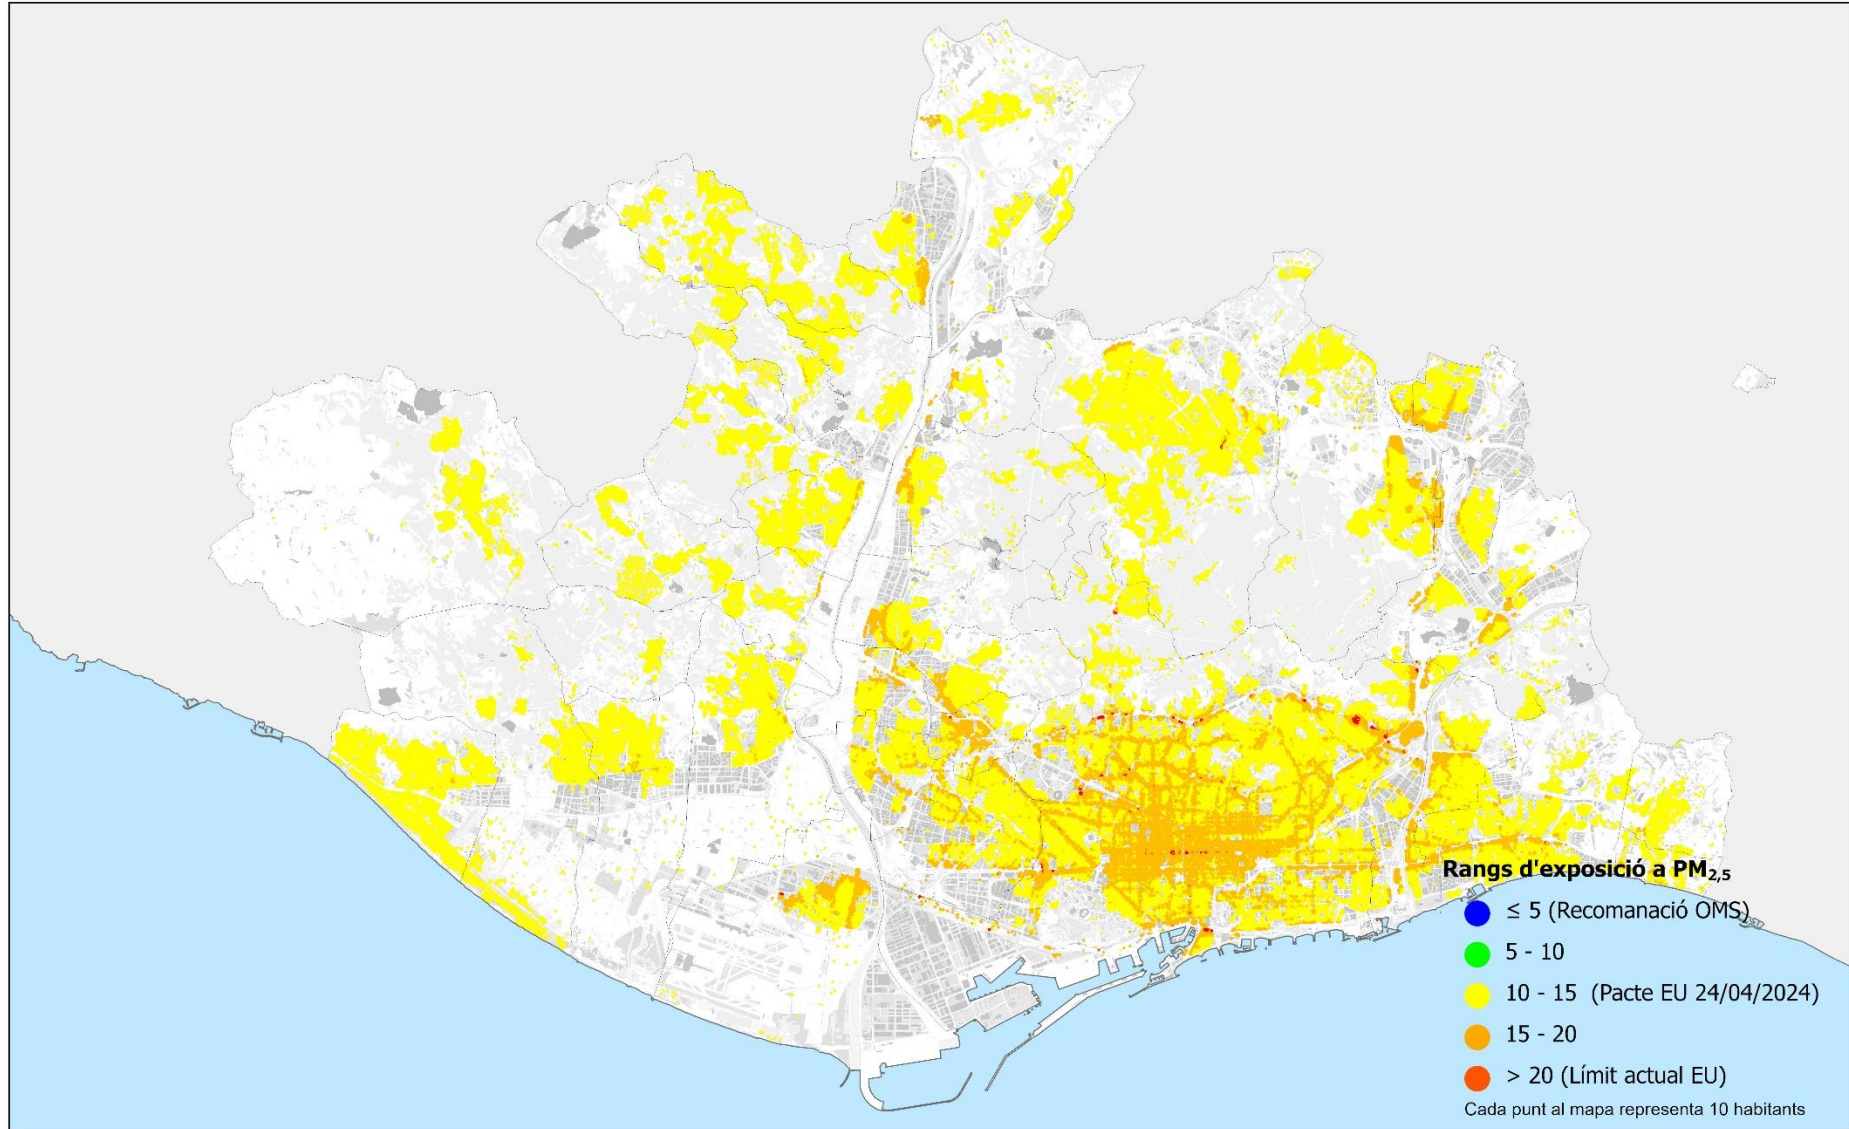 Rangs d'exposició a PM2,5
≤ 5 (Recomanació OMS)
5 - 10
10 - 15 (Pacte EU 24/04/2024)
15 - 20
> 20 (Límit actual EU)
Cada punt al mapa representa 10 habitants